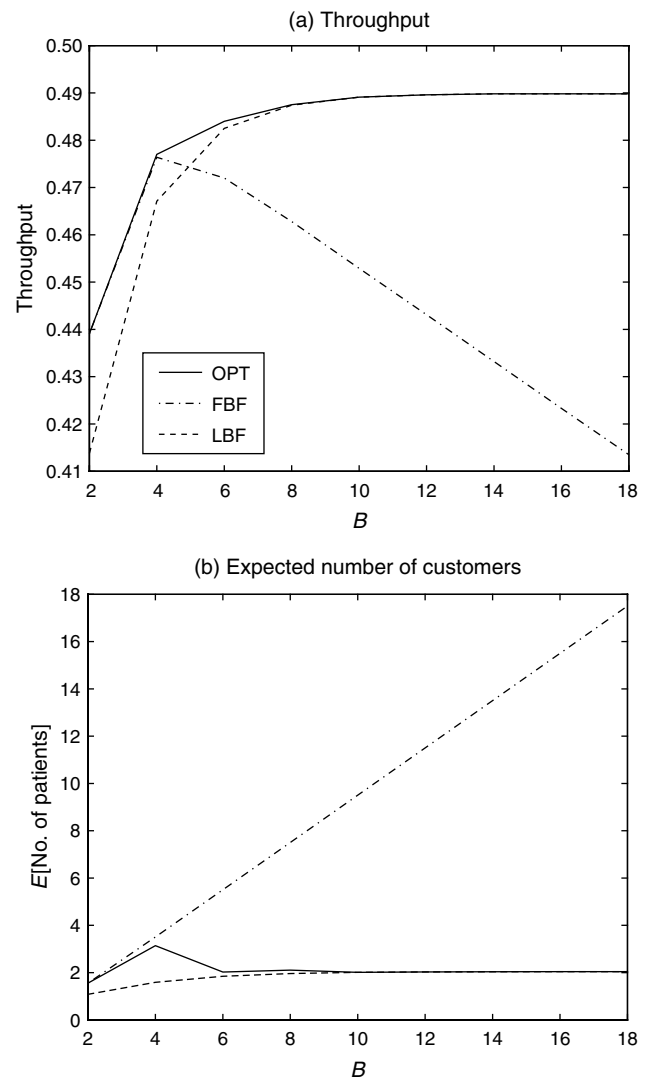 (a) Throughput
0.50
0.49
0.48
0.47
0.46
0.45
0.44
0.43
0.42
0.41
Throughput
OPT
FBF
LBF
2 4 6 8 10 12 14 16 18
B
(b) Expected number of customers
18
16
14
12
10
8
6
4
2
0
E[No. of patients]
2 4 6 8 10 12 14 16 18
B